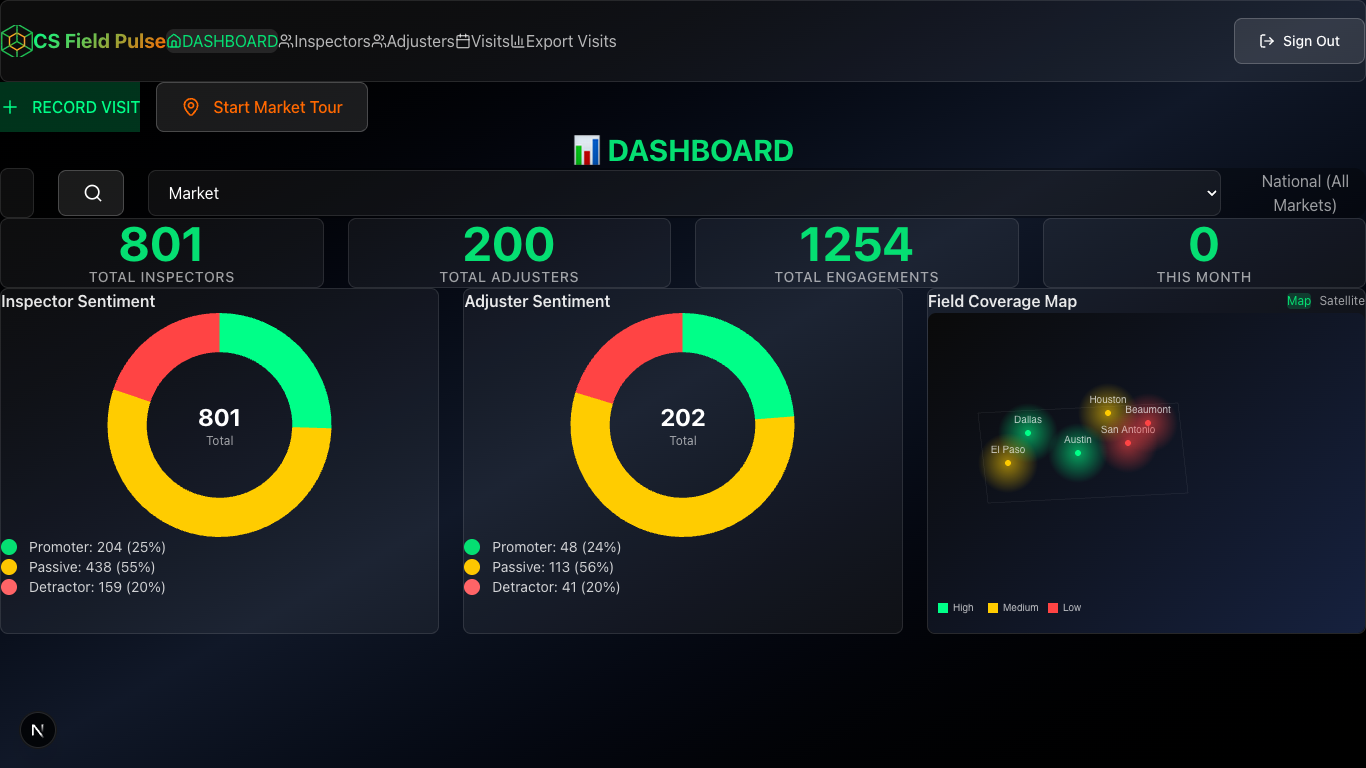 CS Field Pulse DASHBOARD Inspectors Adjusters Visits Export Visits Sign Out
RECORD VISIT Start Market Tour
📊 DASHBOARD
Market National (All
Markets)
801 200 1254 0
TOTAL INSPECTORS TOTAL ADJUSTERS TOTAL ENGAGEMENTS THIS MONTH
Inspector Sentiment
801
Total
Promoter: 204 (25%)
Passive: 438 (55%)
Detractor: 159 (20%)
Adjuster Sentiment
202
Total
Promoter: 48 (24%)
Passive: 113 (56%)
Detractor: 41 (20%)
Field Coverage Map Map Satellite
Houston
Beaumont
Dallas
San Antonio
Austin
El Paso
High Medium Low
N